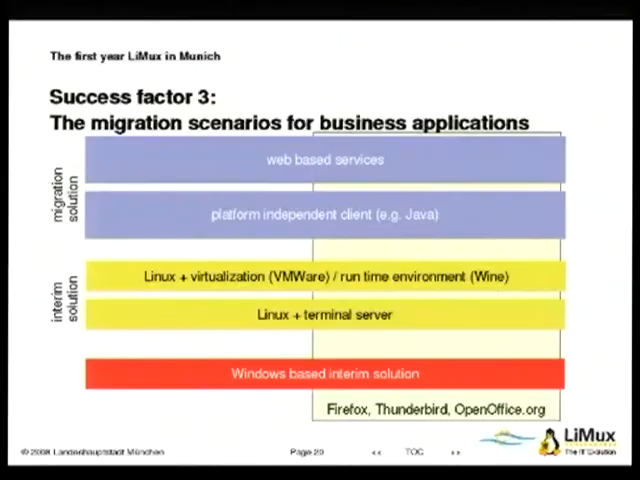 The first year LiMux in Munich
Success factor 3:
The migration scenarios for business applications
migration
solution
web based services
platform independent client (e.g. Java)
interim
solution
Linux + virtualization (VMWare) / run time environment (Wine)
Linux + terminal server
Windows based interim solution
Firefox, Thunderbird, OpenOffice.org
© 2008 Landeshauptstadt München
Page 20
<<
TOC
>>
LiMux
The IT Evolution